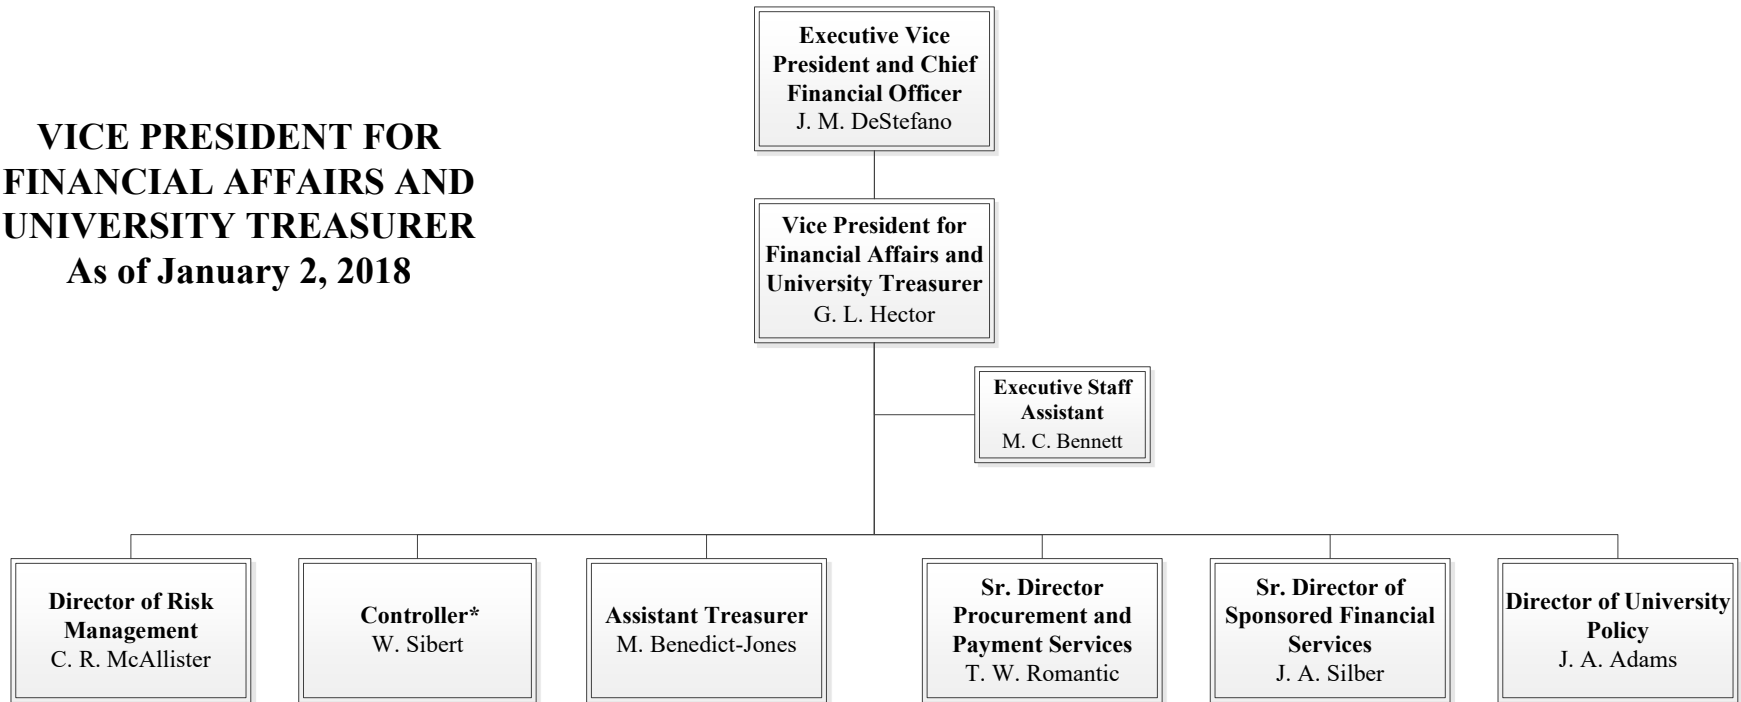 VICE PRESIDENT FOR
FINANCIAL AFFAIRS AND
UNIVERSITY TREASURER
As of January 2, 2018
Executive Vice
President and Chief
Financial Officer
J. M. DeStefano
Vice President for
Financial Affairs and
University Treasurer
G. L. Hector
Executive Staff
Assistant
M. C. Bennett
Director of Risk
Management
C. R. McAllister
Controller*
W. Sibert
Assistant Treasurer
M. Benedict-Jones
Sr. Director
Procurement and
Payment Services
T. W. Romantic
Sr. Director of
Sponsored Financial
Services
J. A. Silber
Director of University
Policy
J. A. Adams